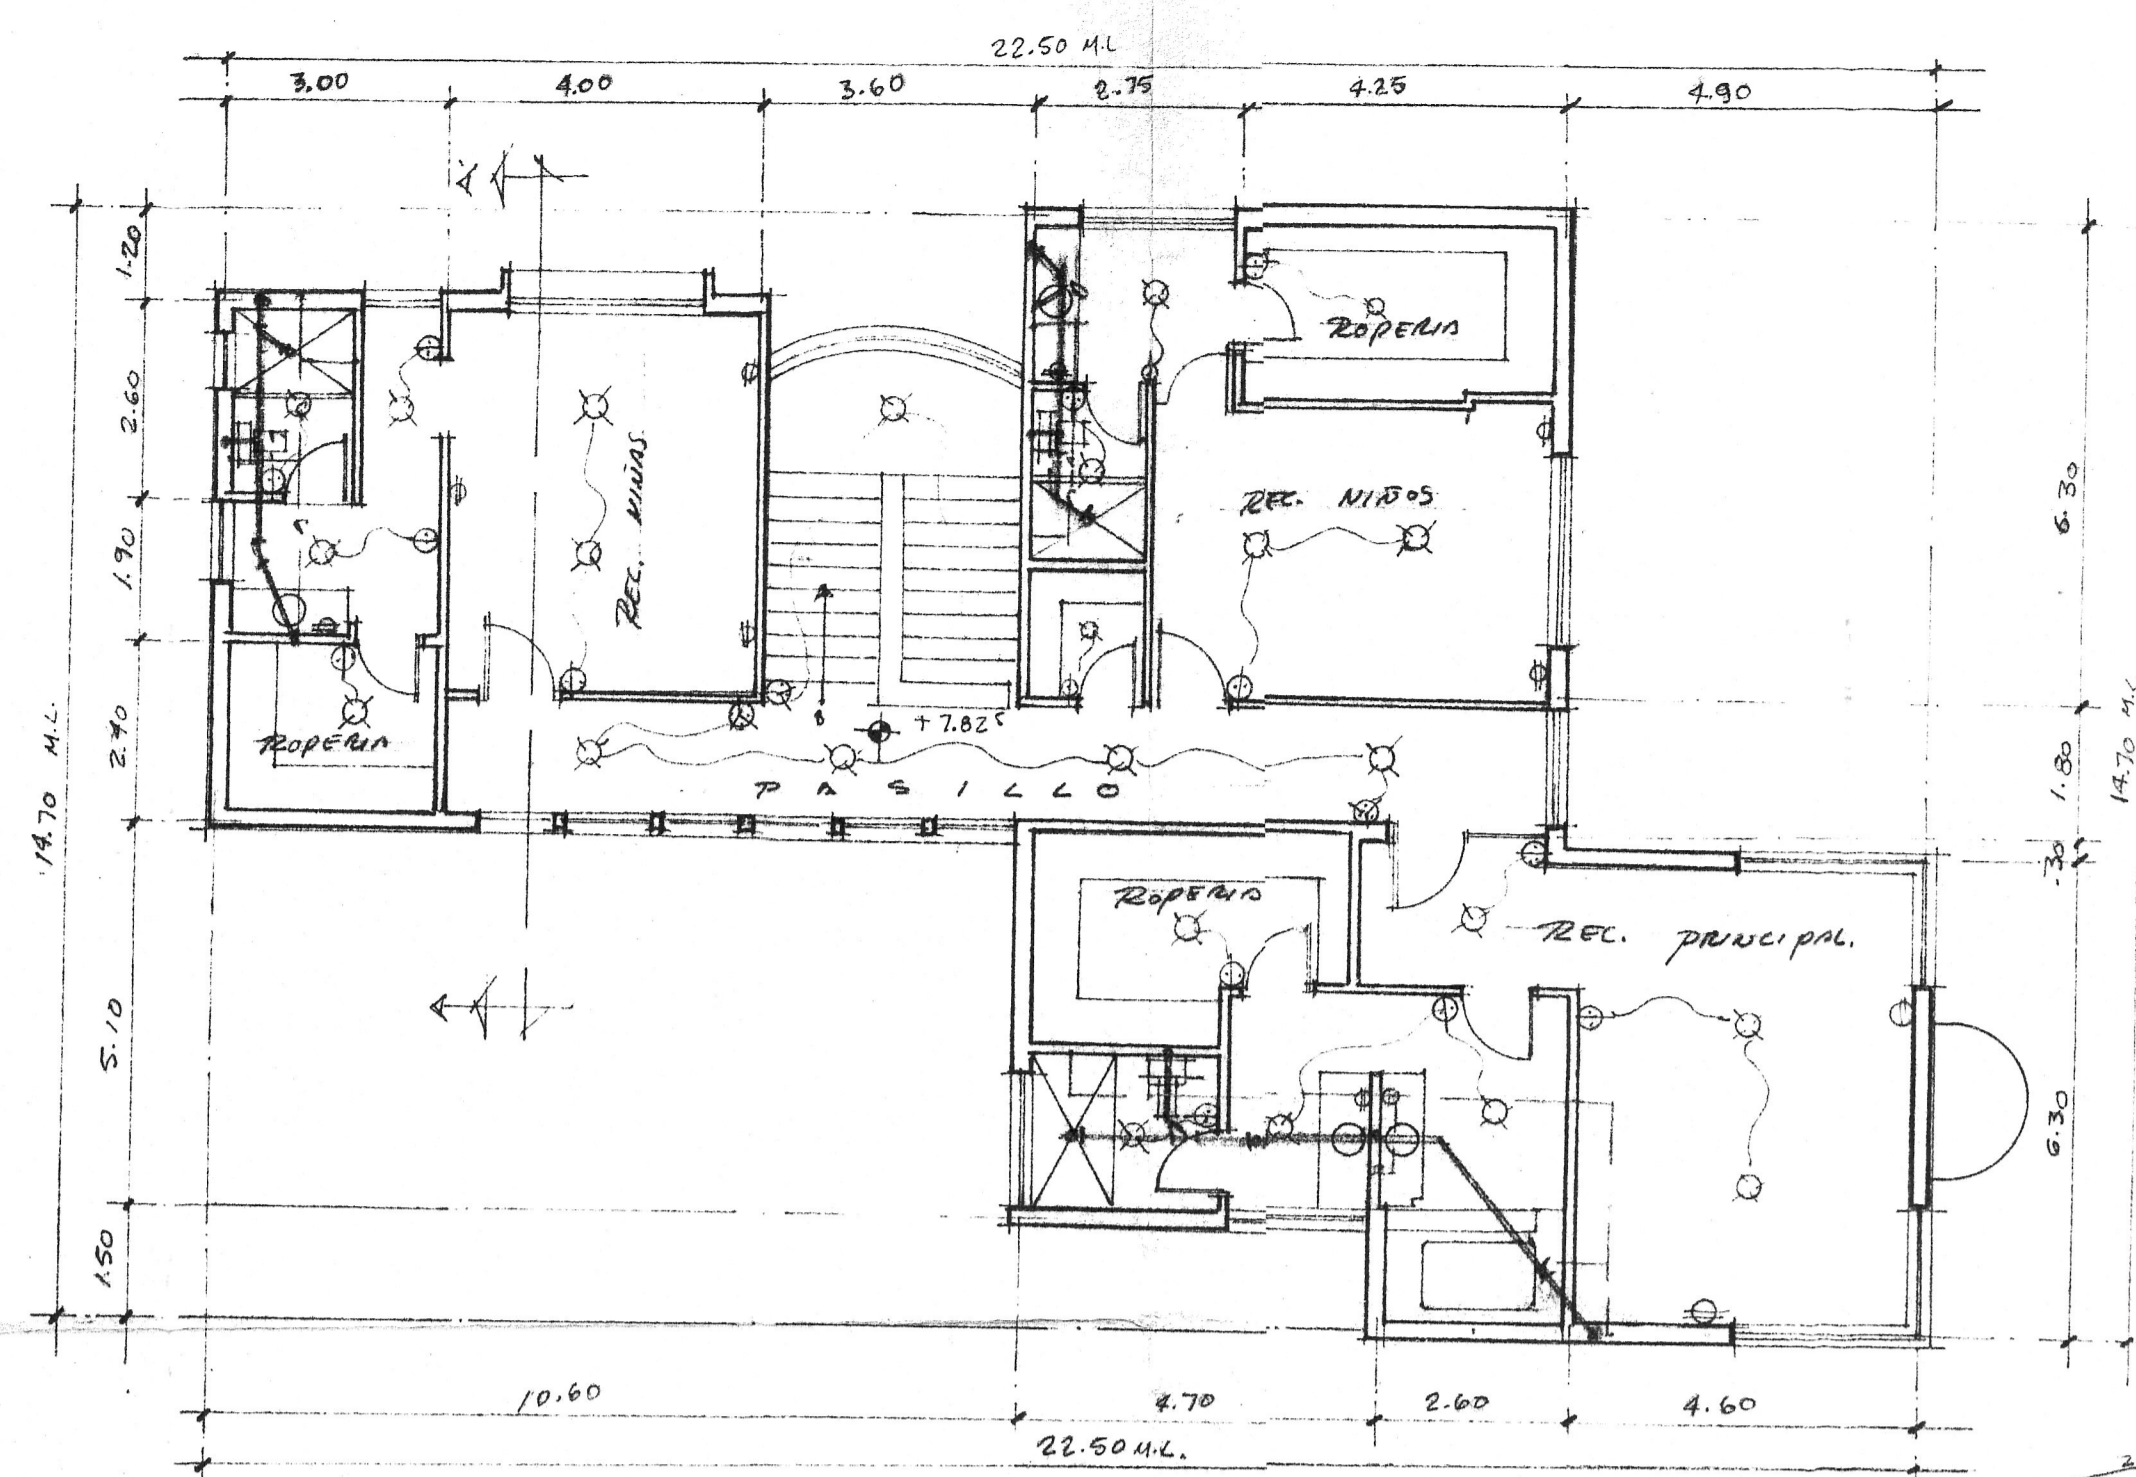 22.50 M.L
3.00 4.00 3.60 2.75 4.25 4.90
A'
1.20
2.60
1.90
2.40
5.10
1.50
14.70 M.L.
ROPERIA
REC. NIÑOS
REC. NIÑAS
6.30
1.80
.30
6.30
14.70 M.L
ROPERIA
+7.825
B
PASILLO
ROPERIA
REC. PRINCIPAL.
A
10.60 4.70 2.60 4.60
22.50 M.L.